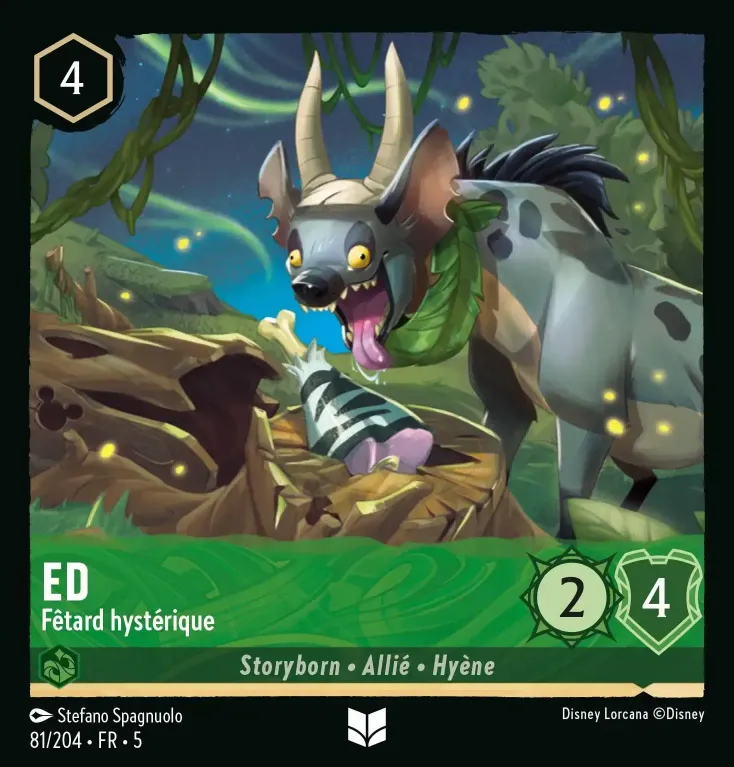 4
ED
Fêtard hystérique
2
4
Storyborn • Allié • Hyène
Stefano Spagnuolo
Disney Lorcana ©Disney
81/204 • FR • 5